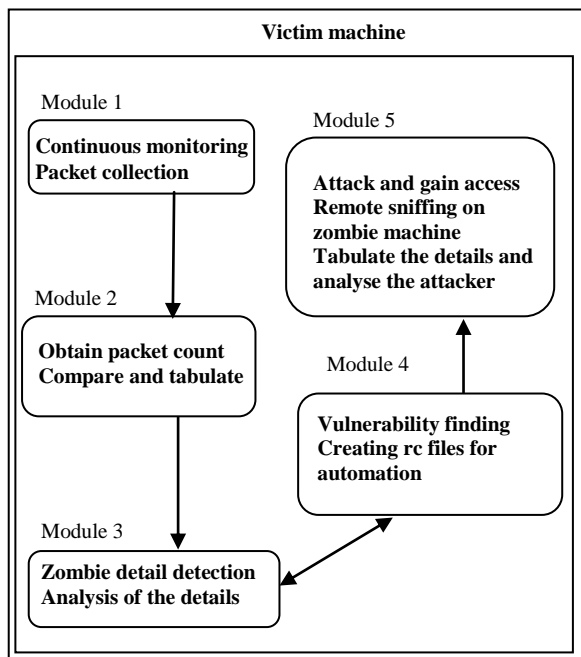 Victim machine
Module 1
Continuous monitoring
Packet collection
Module 2
Obtain packet count
Compare and tabulate
Module 3
Zombie detail detection
Analysis of the details
Module 4
Vulnerability finding
Creating rc files for
automation
Module 5
Attack and gain access
Remote sniffing on
zombie machine
Tabulate the details and
analyse the attacker